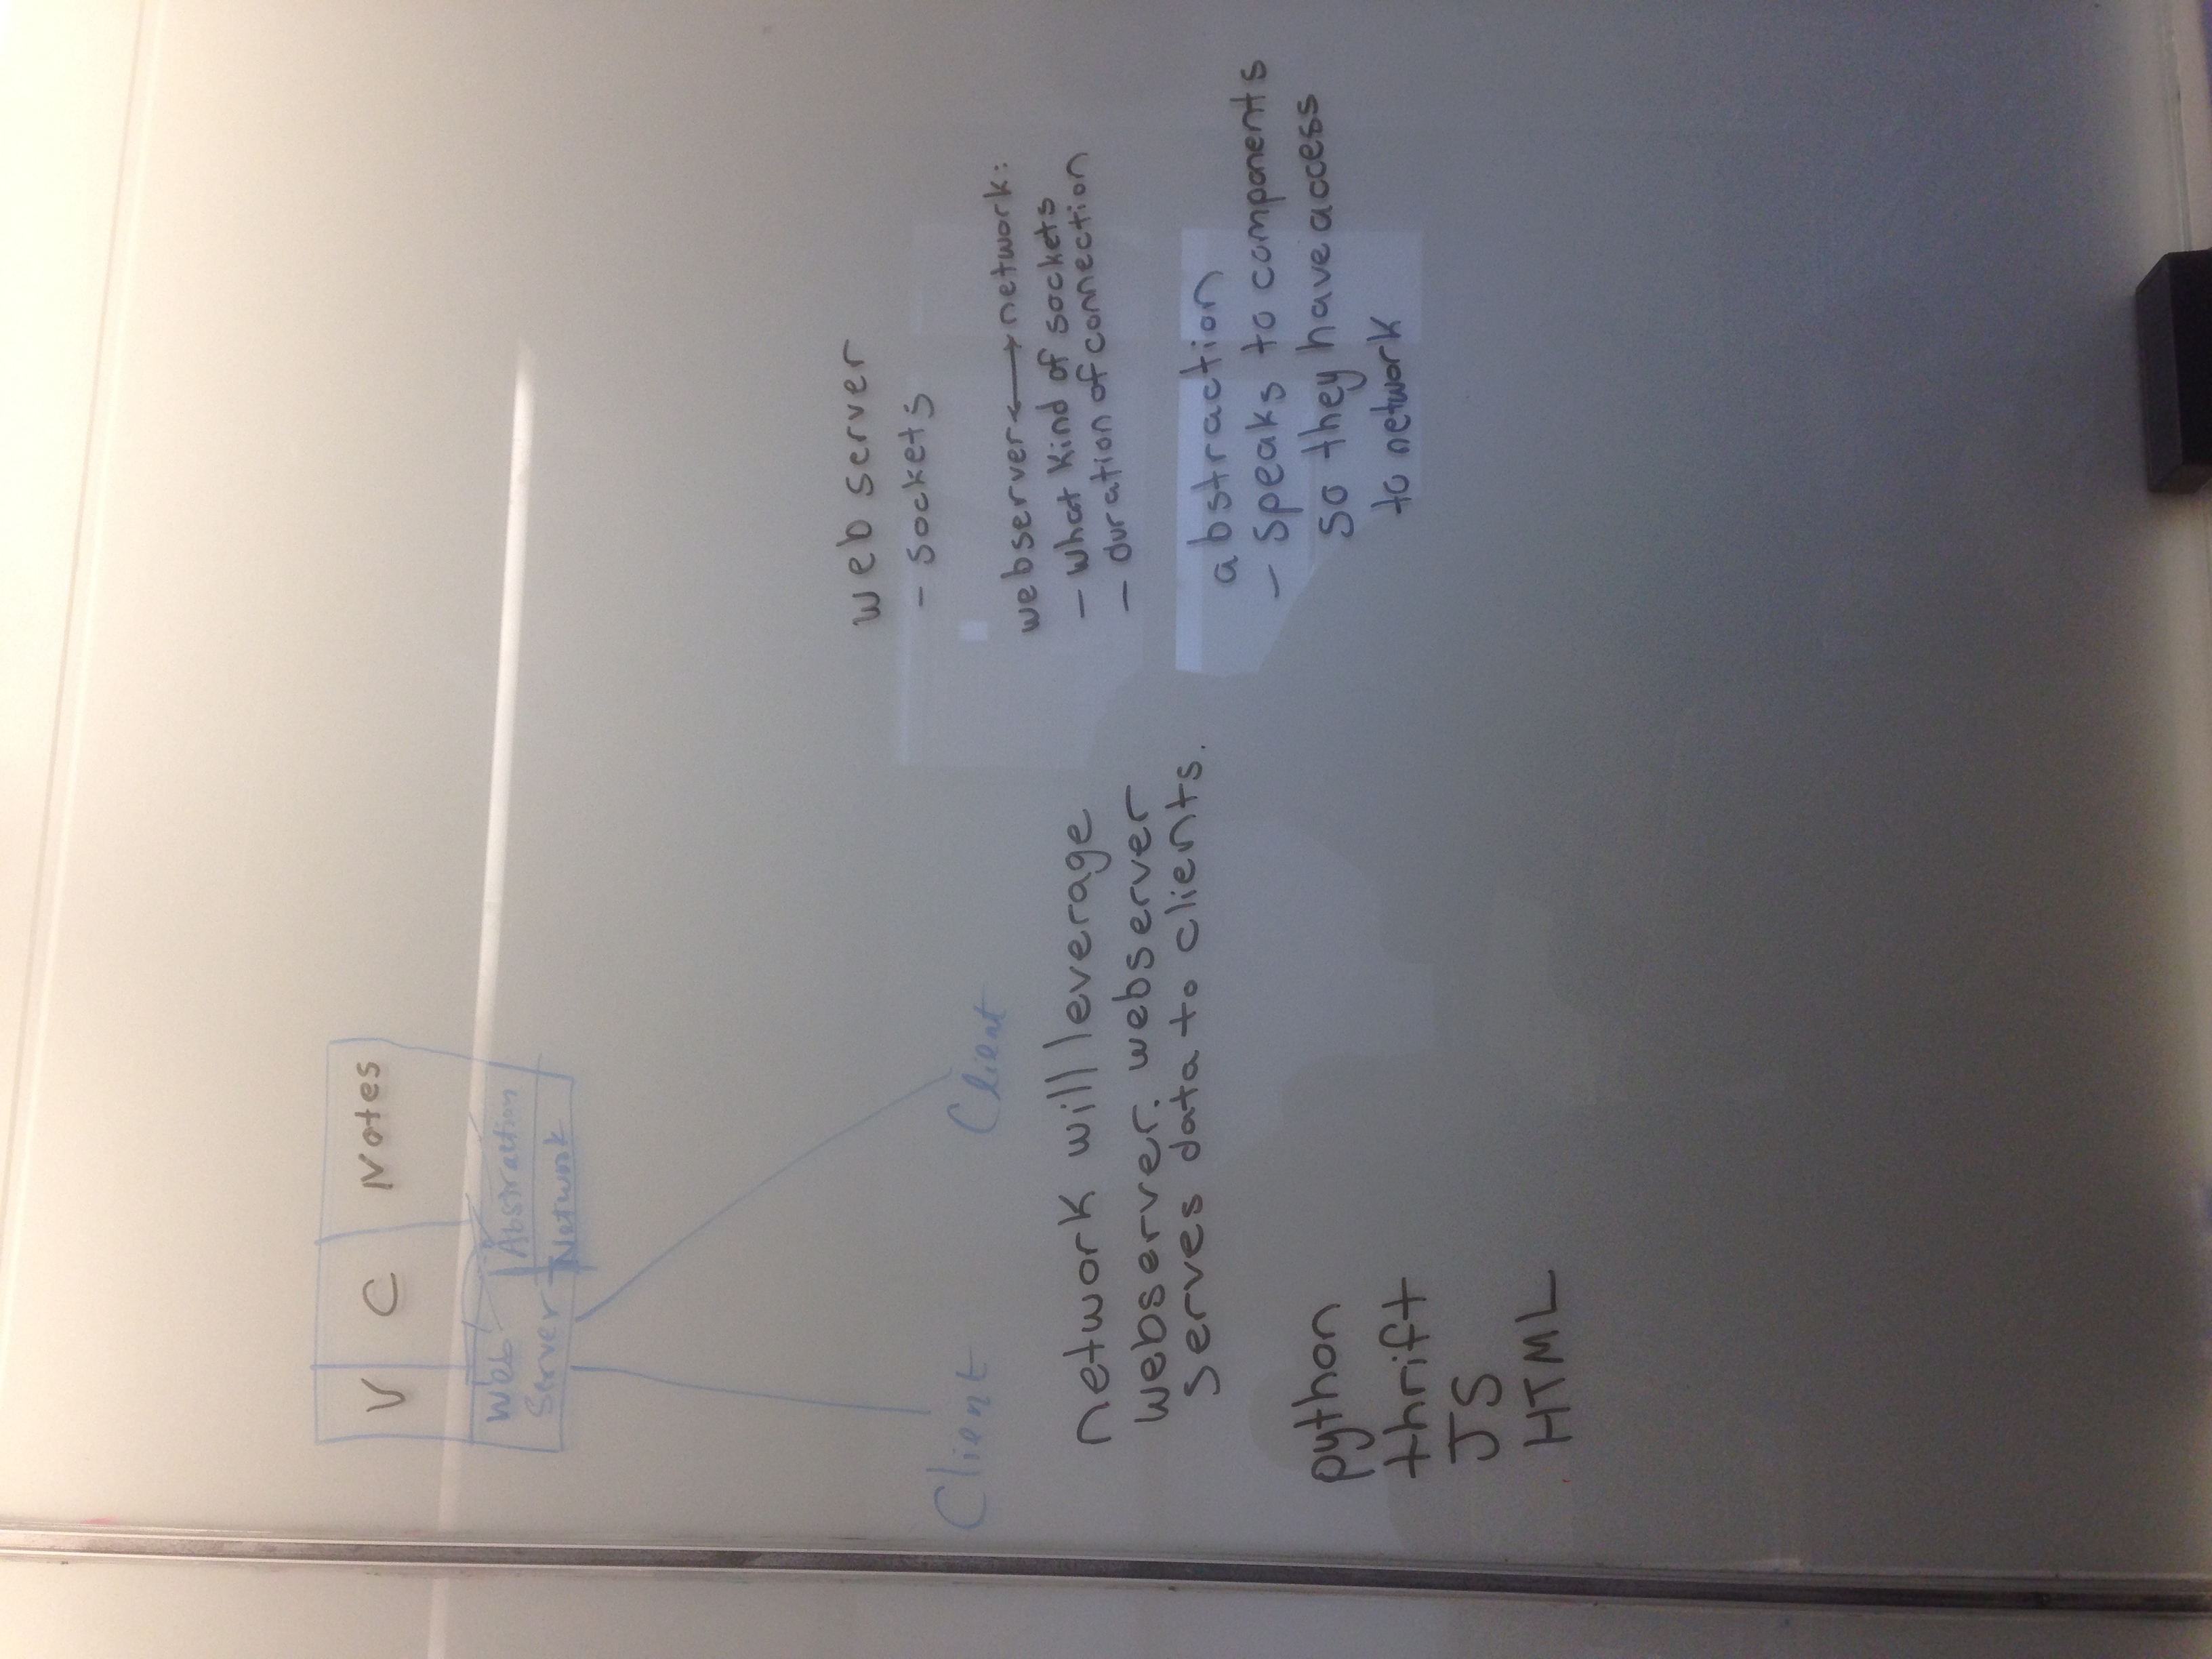 V C Notes
Web Abstraction
Server Network
Client Client
network will leverage
webserver. webserver
serves data to clients.
python
thrift
JS
HTML
web server
- sockets
webserver ⟷ network:
- what kind of sockets
- duration of connection
abstraction
- speaks to components
so they have access
to network